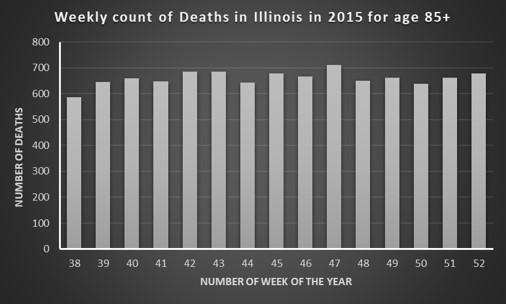 Weekly count of Deaths in Illinois in 2015 for age 85+
800
700
600
500
400
300
200
100
0
NUMBER OF DEATHS
38 39 40 41 42 43 44 45 46 47 48 49 50 51 52
NUMBER OF WEEK OF THE YEAR